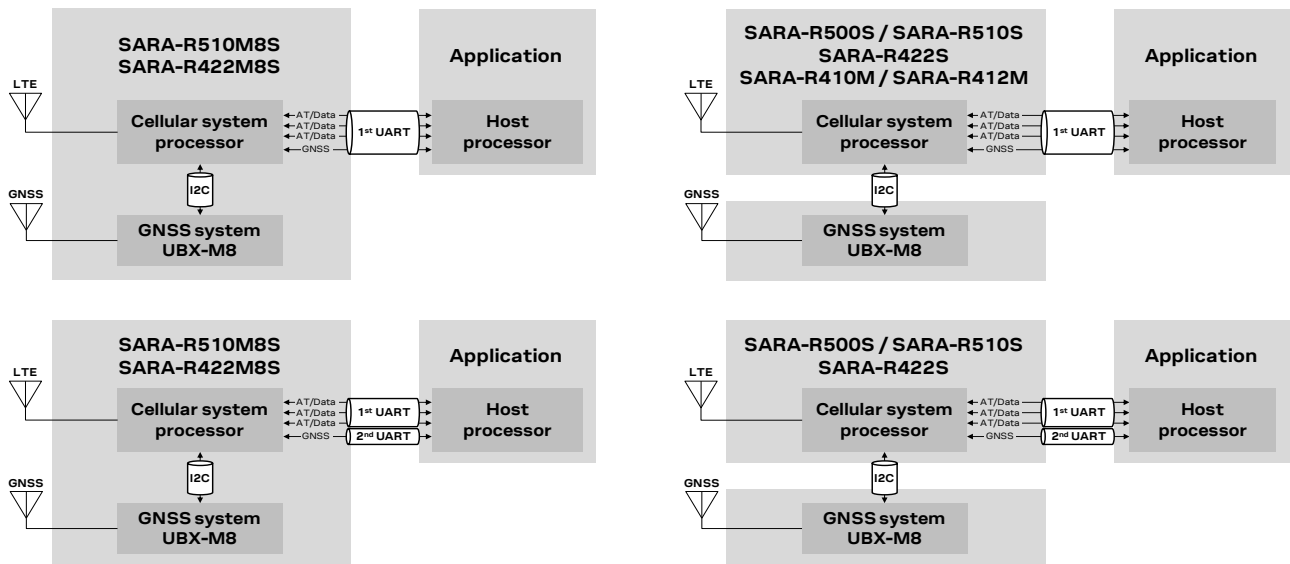 SARA-R510M8S
SARA-R422M8S
Application
LTE
Cellular system
processor
AT/Data
AT/Data
AT/Data
GNSS
1st UART
Host
processor
I2C
GNSS
GNSS system
UBX-M8
SARA-R500S / SARA-R510S
SARA-R422S
SARA-R410M / SARA-R412M
Application
LTE
Cellular system
processor
AT/Data
AT/Data
AT/Data
GNSS
1st UART
Host
processor
I2C
GNSS
GNSS system
UBX-M8
SARA-R510M8S
SARA-R422M8S
Application
LTE
Cellular system
processor
AT/Data
AT/Data
AT/Data
GNSS
1st UART
2nd UART
Host
processor
I2C
GNSS
GNSS system
UBX-M8
SARA-R500S / SARA-R510S
SARA-R422S
Application
LTE
Cellular system
processor
AT/Data
AT/Data
AT/Data
GNSS
1st UART
2nd UART
Host
processor
I2C
GNSS
GNSS system
UBX-M8